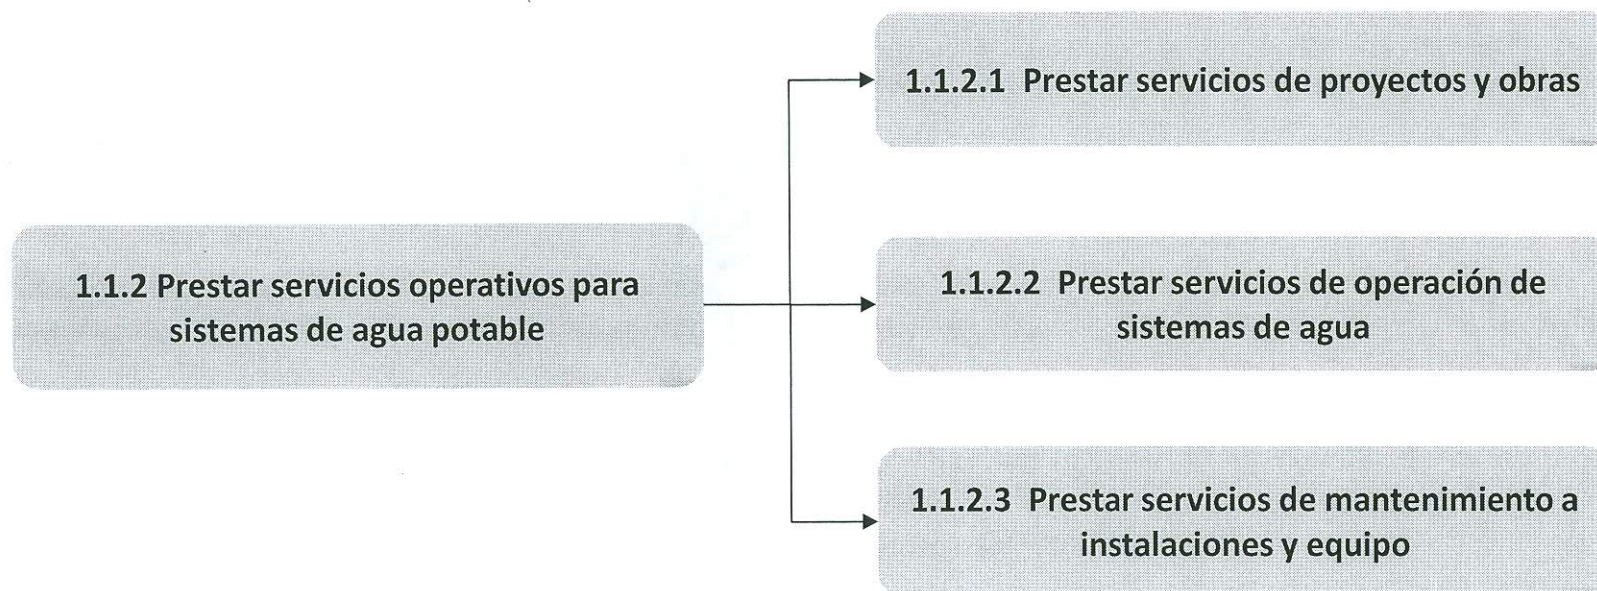 1.1.2.1 Prestar servicios de proyectos y obras
1.1.2 Prestar servicios operativos para
sistemas de agua potable
1.1.2.2 Prestar servicios de operación de
sistemas de agua
1.1.2.3 Prestar servicios de mantenimiento a
instalaciones y equipo